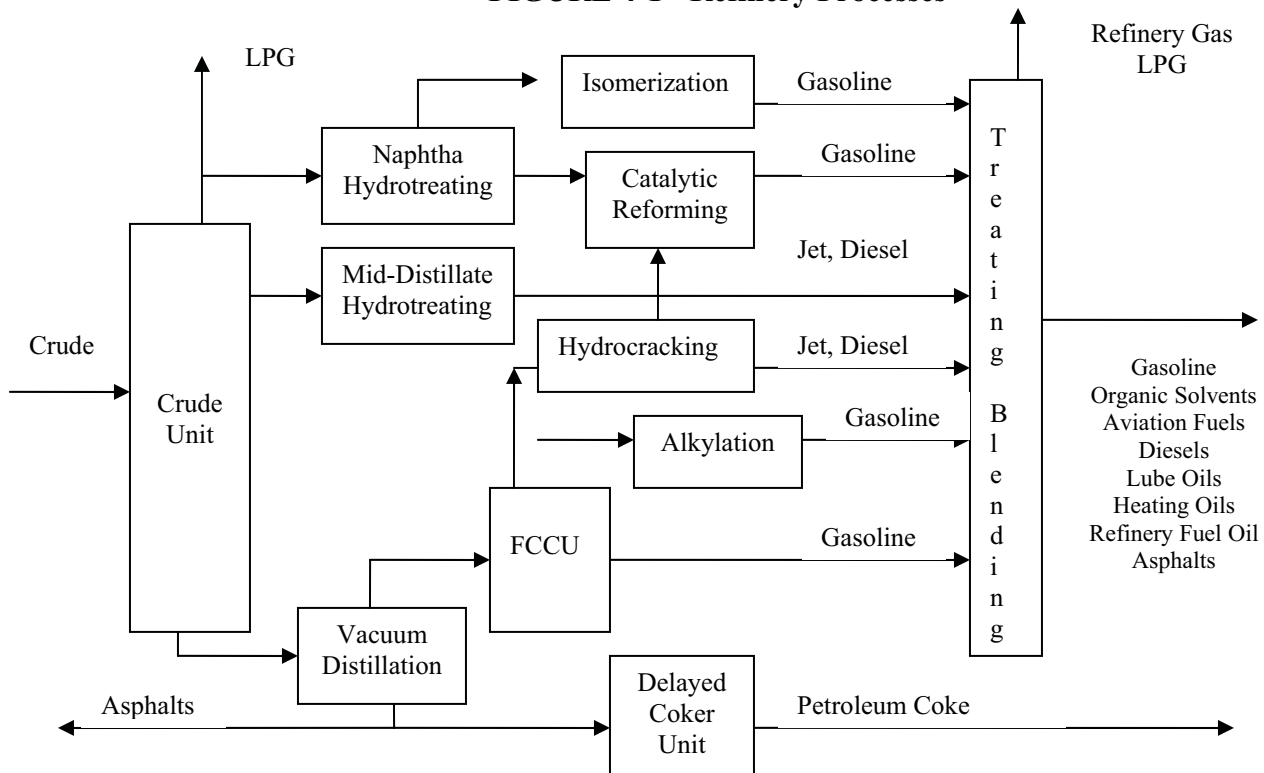 LPG
Refinery Gas
LPG
Isomerization
Gasoline
Naphtha
Hydrotreating
Catalytic
Reforming
Gasoline
Mid-Distillate
Hydrotreating
Jet, Diesel
Crude
Crude
Unit
Hydrocracking
Jet, Diesel
Alkylation
Gasoline
FCCU
Gasoline
Vacuum
Distillation
Asphalts
Delayed
Coker
Unit
Petroleum Coke
T
r
e
a
t
i
n
g
B
l
e
n
d
i
n
g
Gasoline
Organic Solvents
Aviation Fuels
Diesels
Lube Oils
Heating Oils
Refinery Fuel Oil
Asphalts